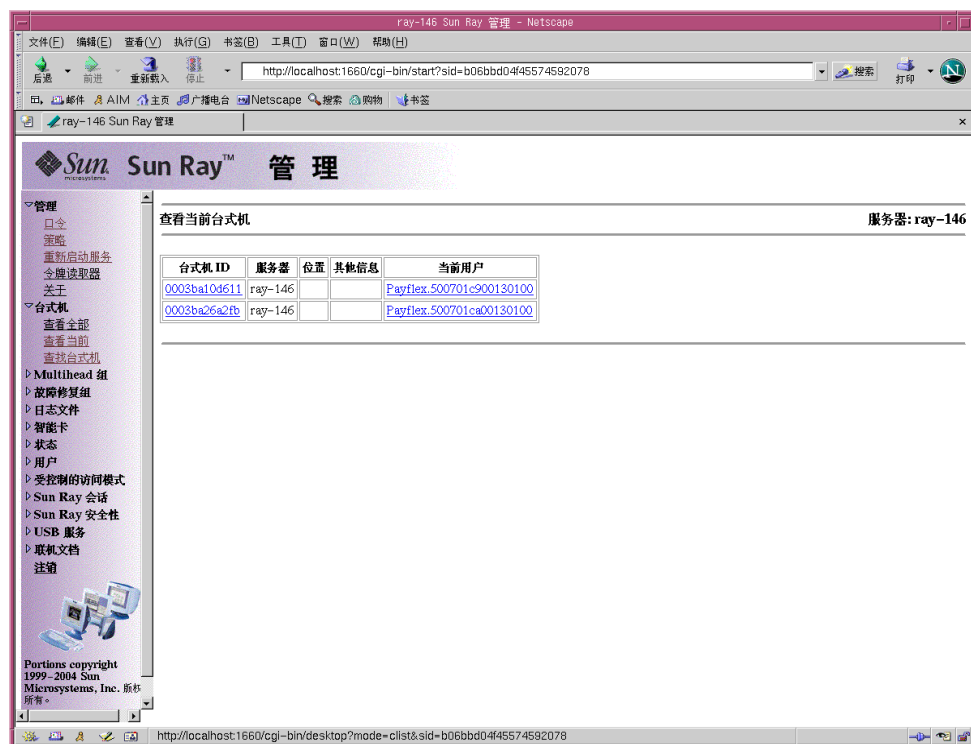 ray-146 Sun Ray 管理 - Netscape
文件(F) 编辑(E) 查看(V) 执行(G) 书签(B) 工具(T) 窗口(W) 帮助(H)
后退 前进 重新载入 停止 http://localhost:1660/cgi-bin/start?sid=b06bbd04f45574592078 搜索 打印
邮件 AIM 主页 广播电台 Netscape 搜索 购物 书签
ray-146 Sun Ray 管理
Sun microsystems Sun Ray™ 管 理
管理
口令
策略
重新启动服务
令牌读取器
关于
台式机
查看全部
查看当前
查找台式机
Multihead 组
故障修复组
日志文件
智能卡
状态
用户
受控制的访问模式
Sun Ray 会话
Sun Ray 安全性
USB 服务
联机文档
注销
Portions copyright
1999-2004 Sun
Microsystems, Inc. 版权
所有。
查看当前台式机 服务器: ray-146
台式机 ID 服务器 位置 其他信息 当前用户
0003ba10d611 ray-146 Payflex.500701c900130100
0003ba26a2fb ray-146 Payflex.500701ca00130100
http://localhost:1660/cgi-bin/desktop?mode=clist&sid=b06bbd04f45574592078